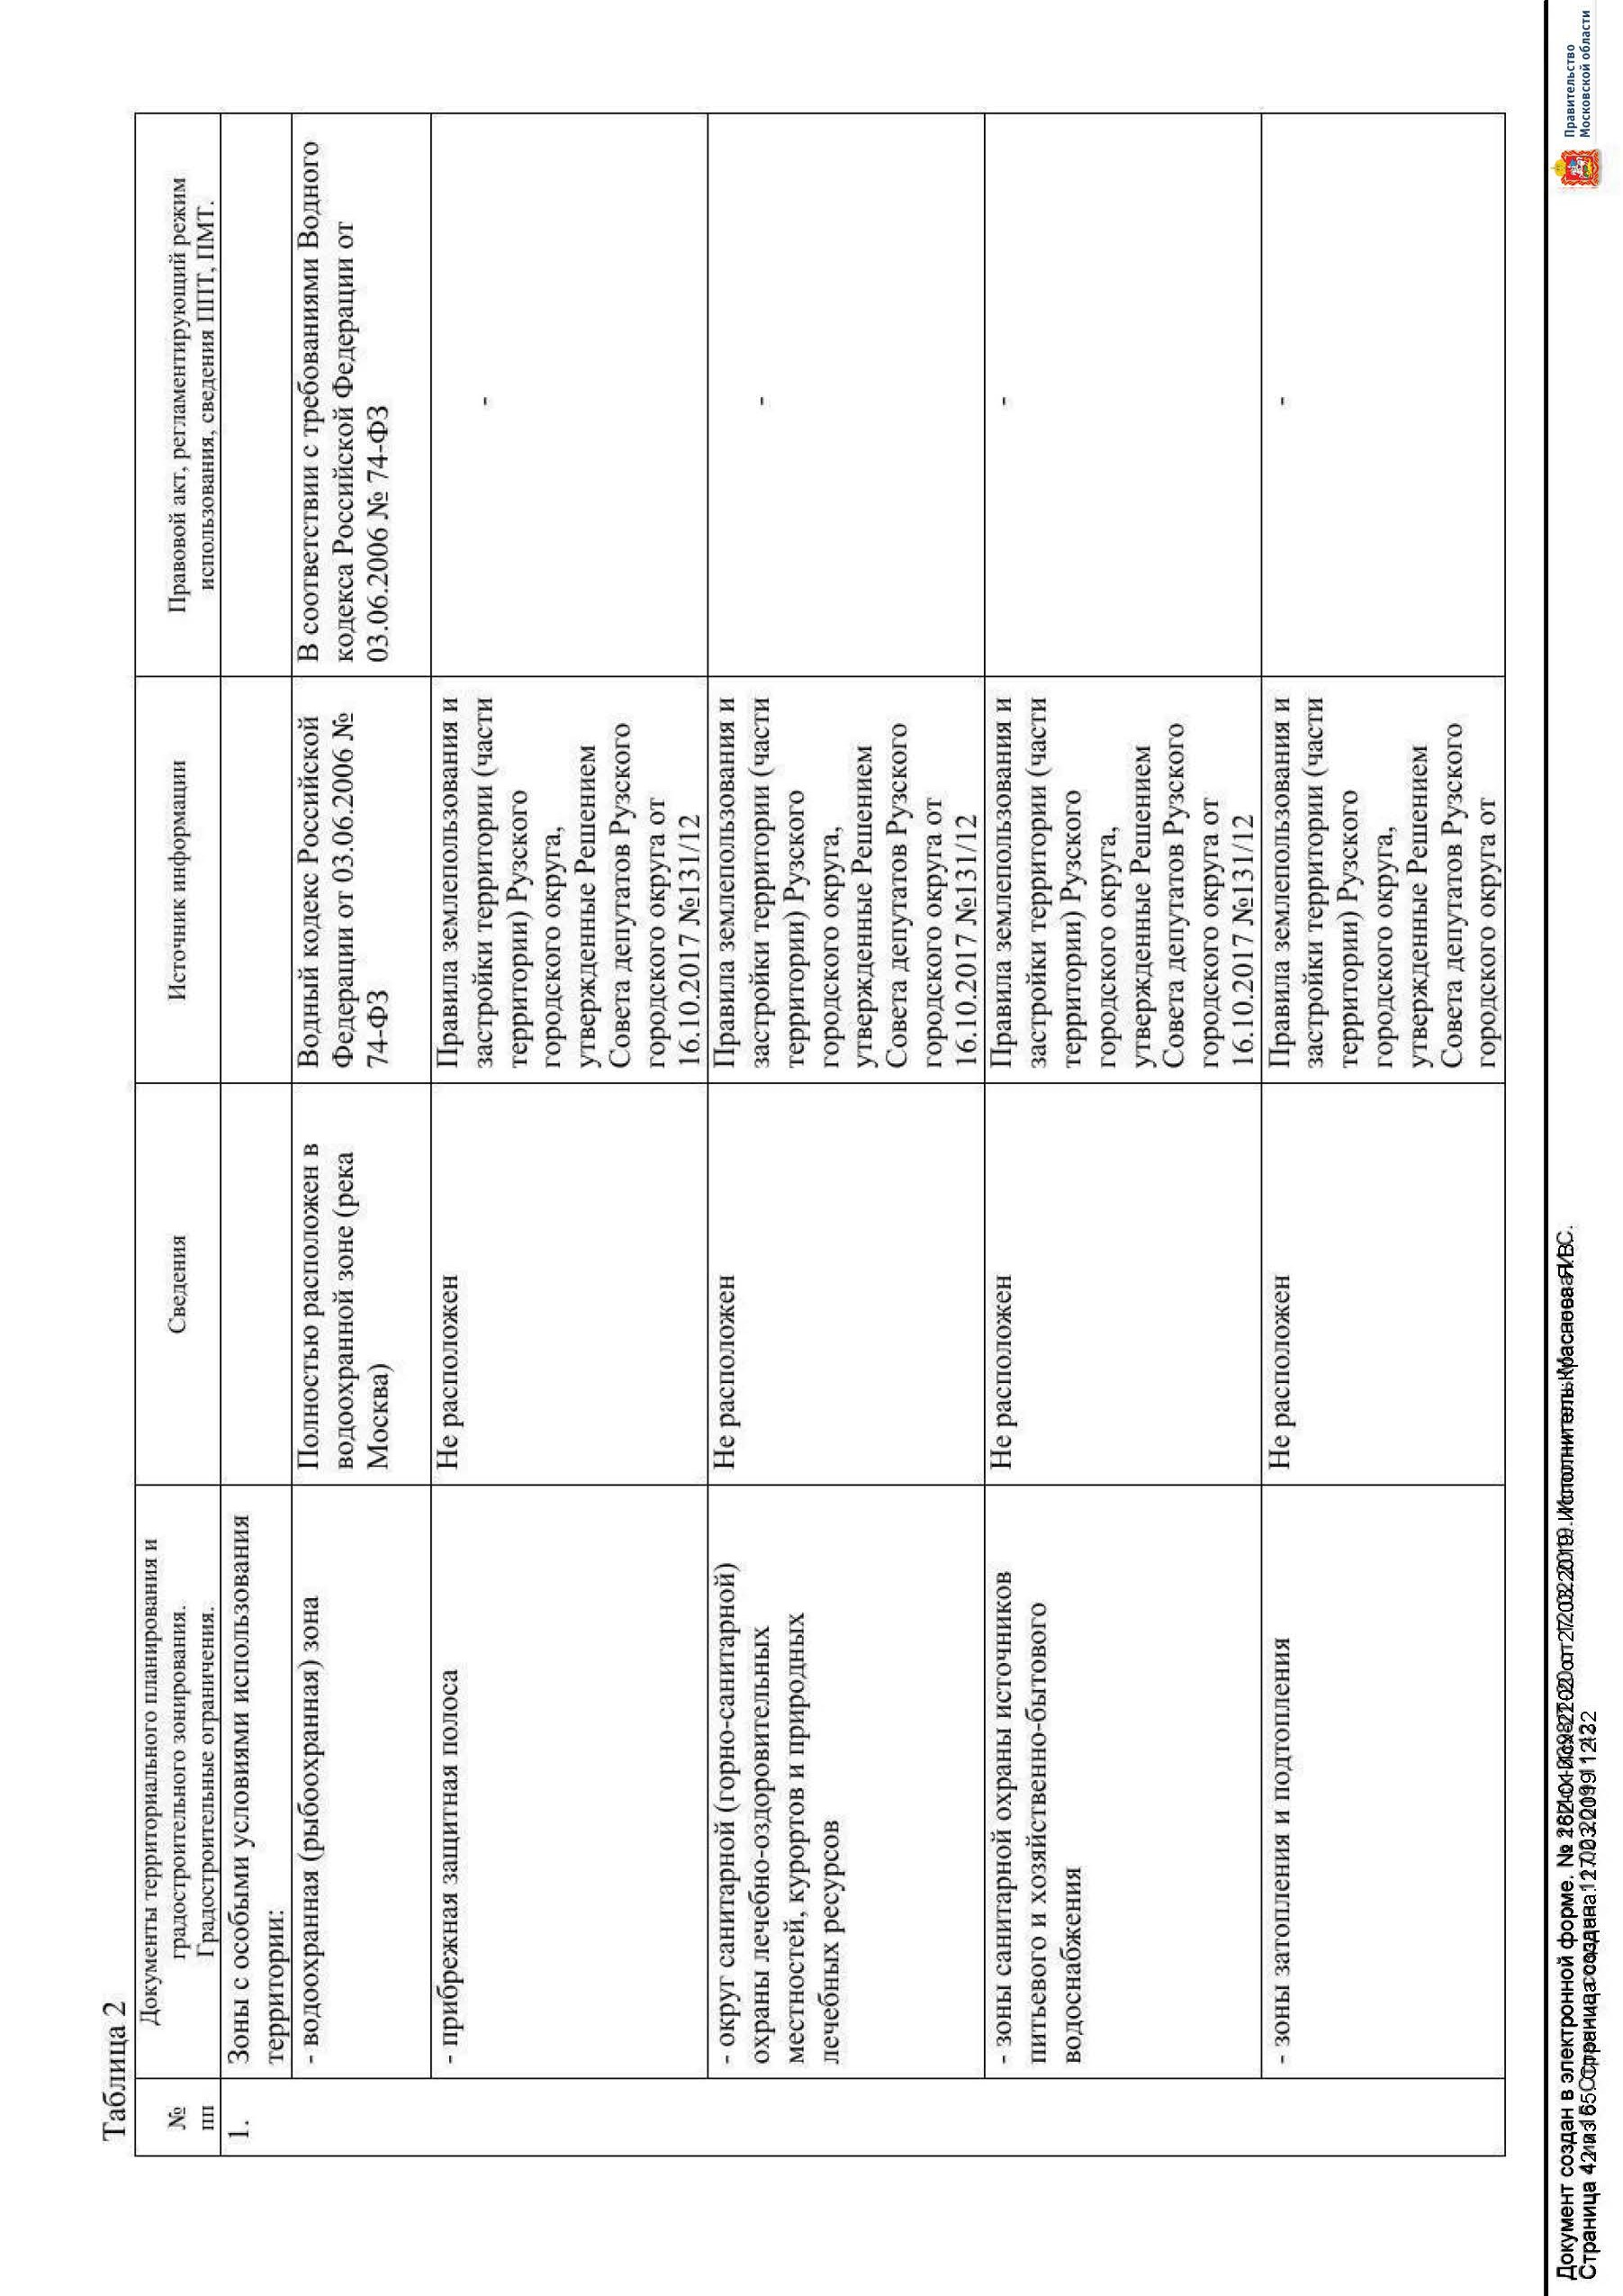 Таблица 2
№
пп
Документы территориального планирования и
градостроительного зонирования.
Градостроительные ограничения.
Сведения
Источник информации
Правовой акт, регламентирующий режим
использования, сведения ППТ, ПМТ.
1.
Зоны с особыми условиями использования
территории:
- водоохранная (рыбоохранная) зона
Полностью расположен в
водоохранной зоне (река
Москва)
Водный кодекс Российской
Федерации от 03.06.2006 №
74-ФЗ
В соответствии с требованиями Водного
кодекса Российской Федерации от
03.06.2006 № 74-ФЗ
- прибрежная защитная полоса
Не расположен
Правила землепользования и
застройки территории (части
территории) Рузского
городского округа,
утвержденные Решением
Совета депутатов Рузского
городского округа от
16.10.2017 №131/12
-
- округ санитарной (горно-санитарной)
охраны лечебно-оздоровительных
местностей, курортов и природных
лечебных ресурсов
Не расположен
Правила землепользования и
застройки территории (части
территории) Рузского
городского округа,
утвержденные Решением
Совета депутатов Рузского
городского округа от
16.10.2017 №131/12
-
- зоны санитарной охраны источников
питьевого и хозяйственно-бытового
водоснабжения
Не расположен
Правила землепользования и
застройки территории (части
территории) Рузского
городского округа,
утвержденные Решением
Совета депутатов Рузского
городского округа от
16.10.2017 №131/12
-
- зоны затопления и подтопления
Не расположен
Правила землепользования и
застройки территории (части
территории) Рузского
городского округа,
утвержденные Решением
Совета депутатов Рузского
городского округа от
-
Документ создан в электронной форме. №
Страница
Правительство
Московской области